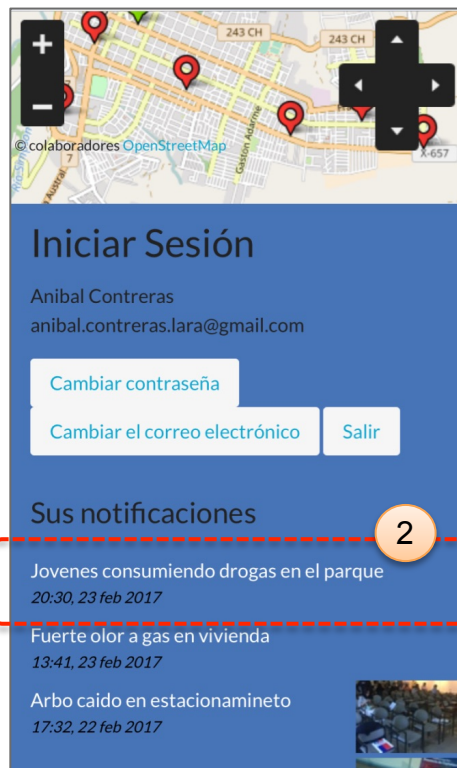 243 CH
243 CH
+
−
© colaboradores OpenStreetMap
7
Gastón Adarme
X-657
Iniciar Sesión
Anibal Contreras
anibal.contreras.lara@gmail.com
Cambiar contraseña
Cambiar el correo electrónico
Salir
Sus notificaciones
2
Jovenes consumiendo drogas en el parque
20:30, 23 feb 2017
Fuerte olor a gas en vivienda
13:41, 23 feb 2017
Arbo caido en estacionamineto
17:32, 22 feb 2017